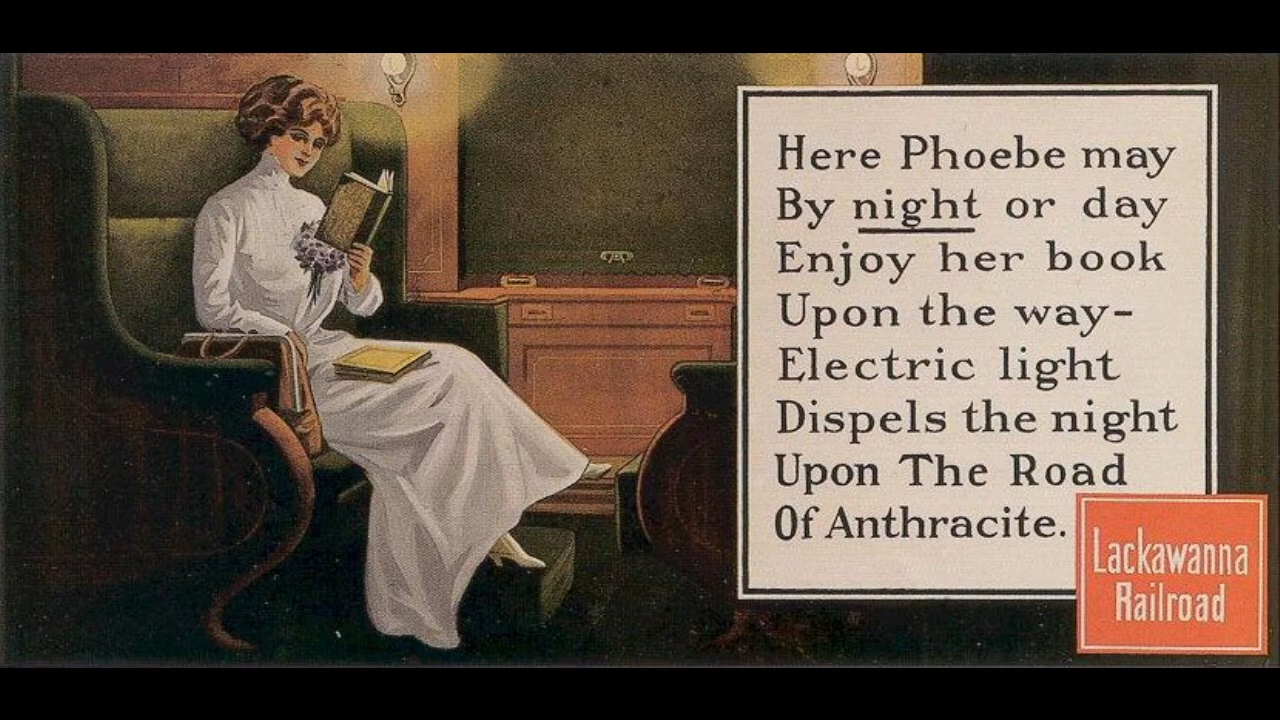 Here Phoebe may
By night or day
Enjoy her book
Upon the way-
Electric light
Dispels the night
Upon The Road
Of Anthracite.
Lackawanna
Railroad